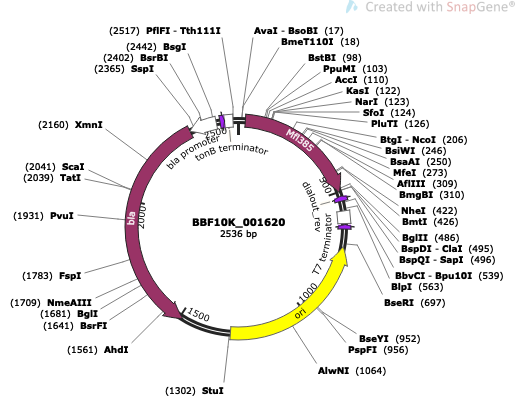 Created with SnapGene®
(2517) PflFI - Tth111I
(2442) BsgI
(2402) BsrBI
(2365) SspI
(2160) XmnI
(2041) ScaI
(2039) TatI
(1931) PvuI
(1783) FspI
(1709) NmeAIII
(1681) BglI
(1641) BsrFI
(1561) AhdI
(1302) StuI
AvaI - BsoBI (17)
BmeT110I (18)
BstBI (98)
PpuMI (103)
AccI (110)
KasI (122)
NarI (123)
SfoI (124)
PluTI (126)
BtgI - NcoI (206)
BsiWI (246)
BsaAI (250)
MfeI (273)
AflIII (309)
BmgBI (310)
NheI (422)
BmtI (426)
BglII (486)
BspDI - ClaI (495)
BspQI - SapI (496)
BbvCI - Bpu10I (539)
BlpI (563)
BseRI (697)
BseYI (952)
PspFI (956)
AlwNI (1064)
bla promoter
tonB terminator
Mfl385
dialout_rrv
T7 terminator
ori
bla
500
1000
1500
2000
2500
BBF10K_001620
2536 bp